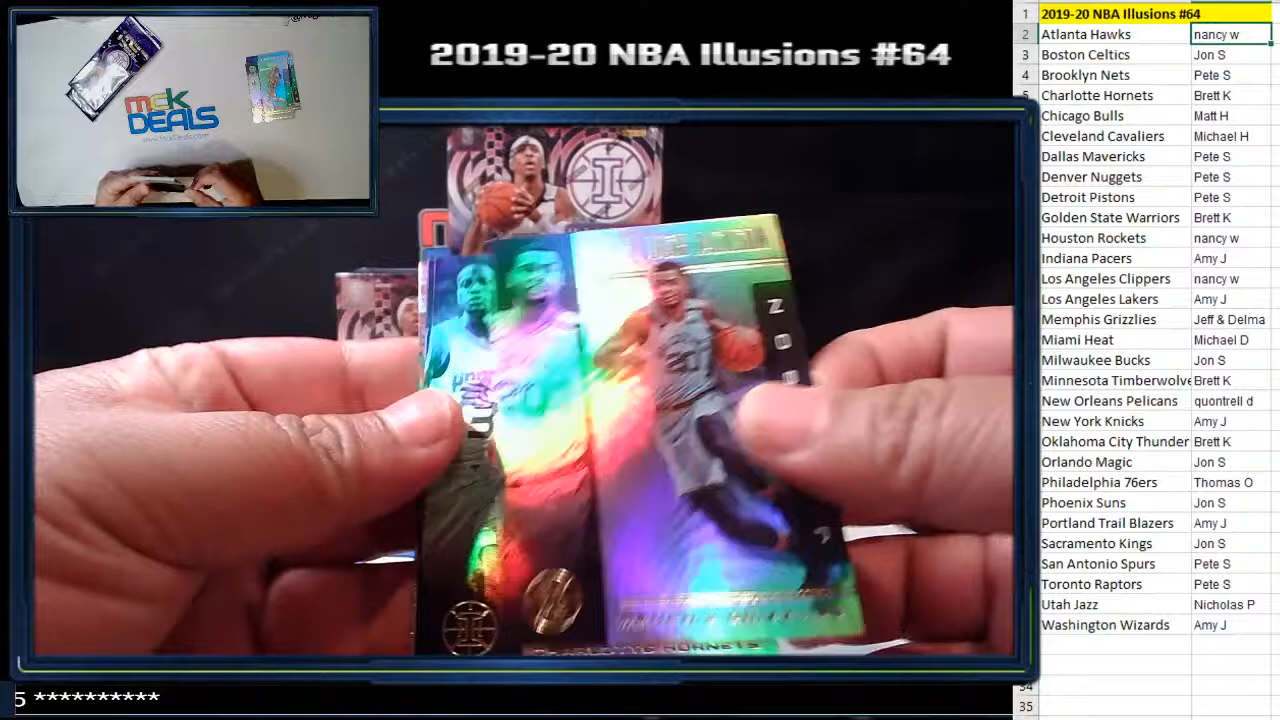 2019-20 NBA Illusions #64
mcK
DEALS
www.mckdeals.com
20
CHARLOTTE HORNETS
5 **********
1 2019-20 NBA Illusions #64
2 Atlanta Hawks nancy w
3 Boston Celtics Jon S
4 Brooklyn Nets Pete S
5 Charlotte Hornets Brett K
Chicago Bulls Matt H
Cleveland Cavaliers Michael H
Dallas Mavericks Pete S
Denver Nuggets Pete S
Detroit Pistons Pete S
Golden State Warriors Brett K
Houston Rockets nancy w
Indiana Pacers Amy J
Los Angeles Clippers nancy w
Los Angeles Lakers Amy J
Memphis Grizzlies Jeff & Delma
Miami Heat Michael D
Milwaukee Bucks Jon S
Minnesota Timberwolve Brett K
New Orleans Pelicans quontrell d
New York Knicks Amy J
Oklahoma City Thunder Brett K
Orlando Magic Jon S
Philadelphia 76ers Thomas O
Phoenix Suns Jon S
Portland Trail Blazers Amy J
Sacramento Kings Jon S
San Antonio Spurs Pete S
Toronto Raptors Pete S
Utah Jazz Nicholas P
Washington Wizards Amy J
34
35